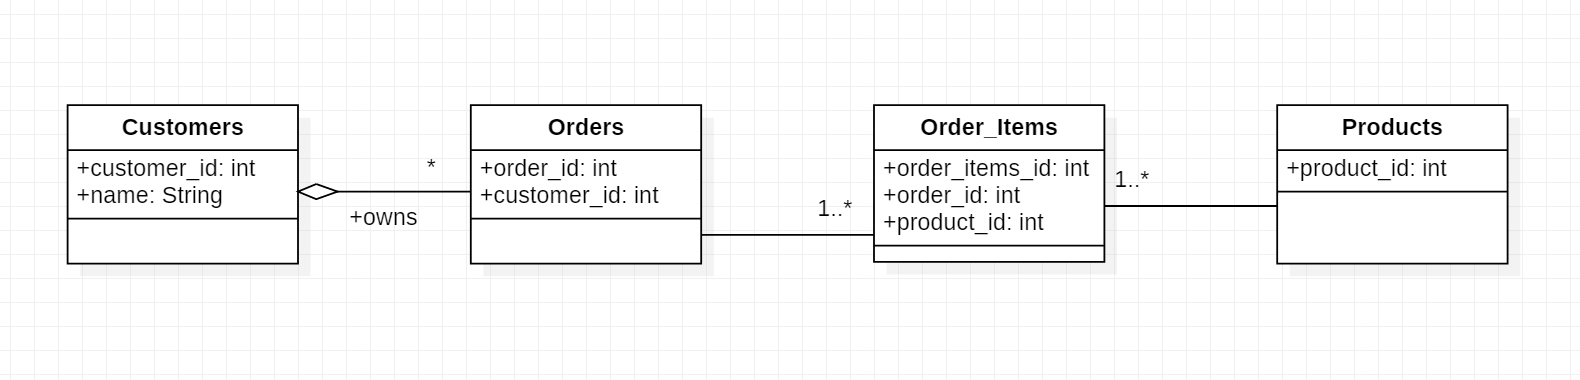 Customers
+customer_id: int
+name: String
*
+owns
Orders
+order_id: int
+customer_id: int
1..*
Order_Items
+order_items_id: int
+order_id: int
+product_id: int
1..*
Products
+product_id: int